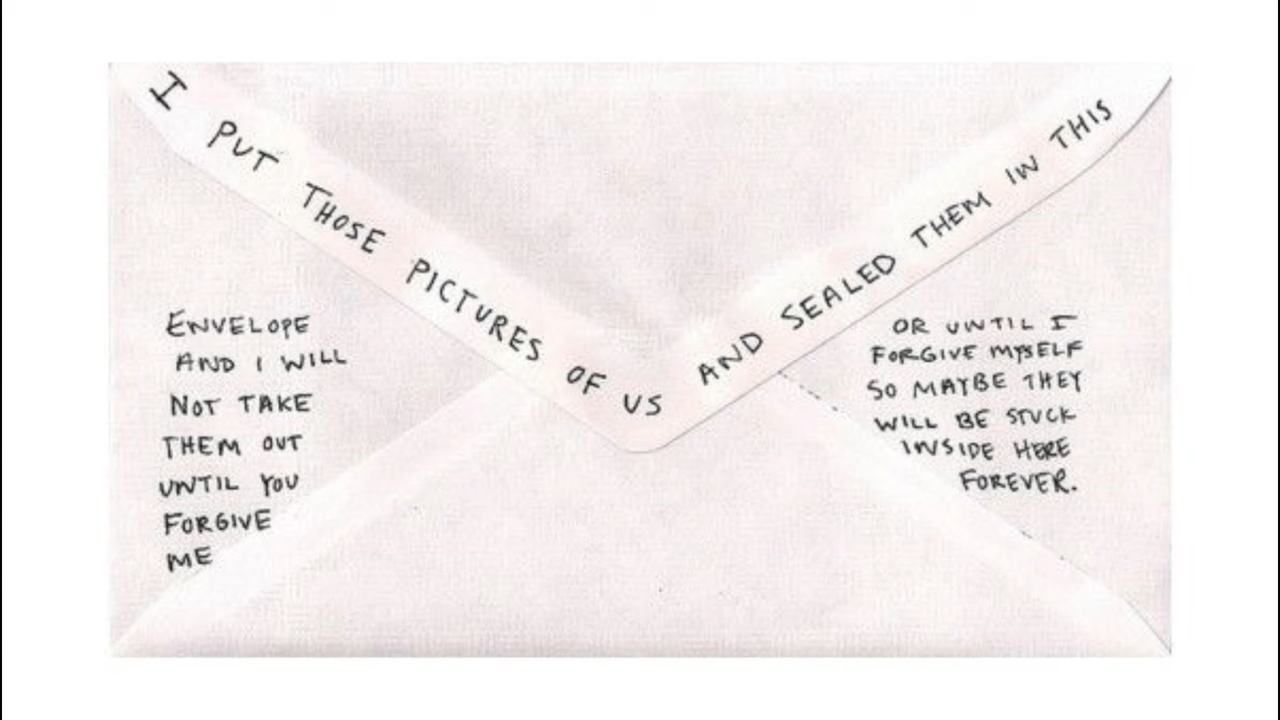 I PUT THOSE PICTURES OF US
AND SEALED THEM IN THIS
ENVELOPE
AND I WILL
NOT TAKE
THEM OUT
UNTIL YOU
FORGIVE
ME
OR UNTIL I
FORGIVE MYSELF
SO MAYBE THEY
WILL BE STUCK
INSIDE HERE
FOREVER.